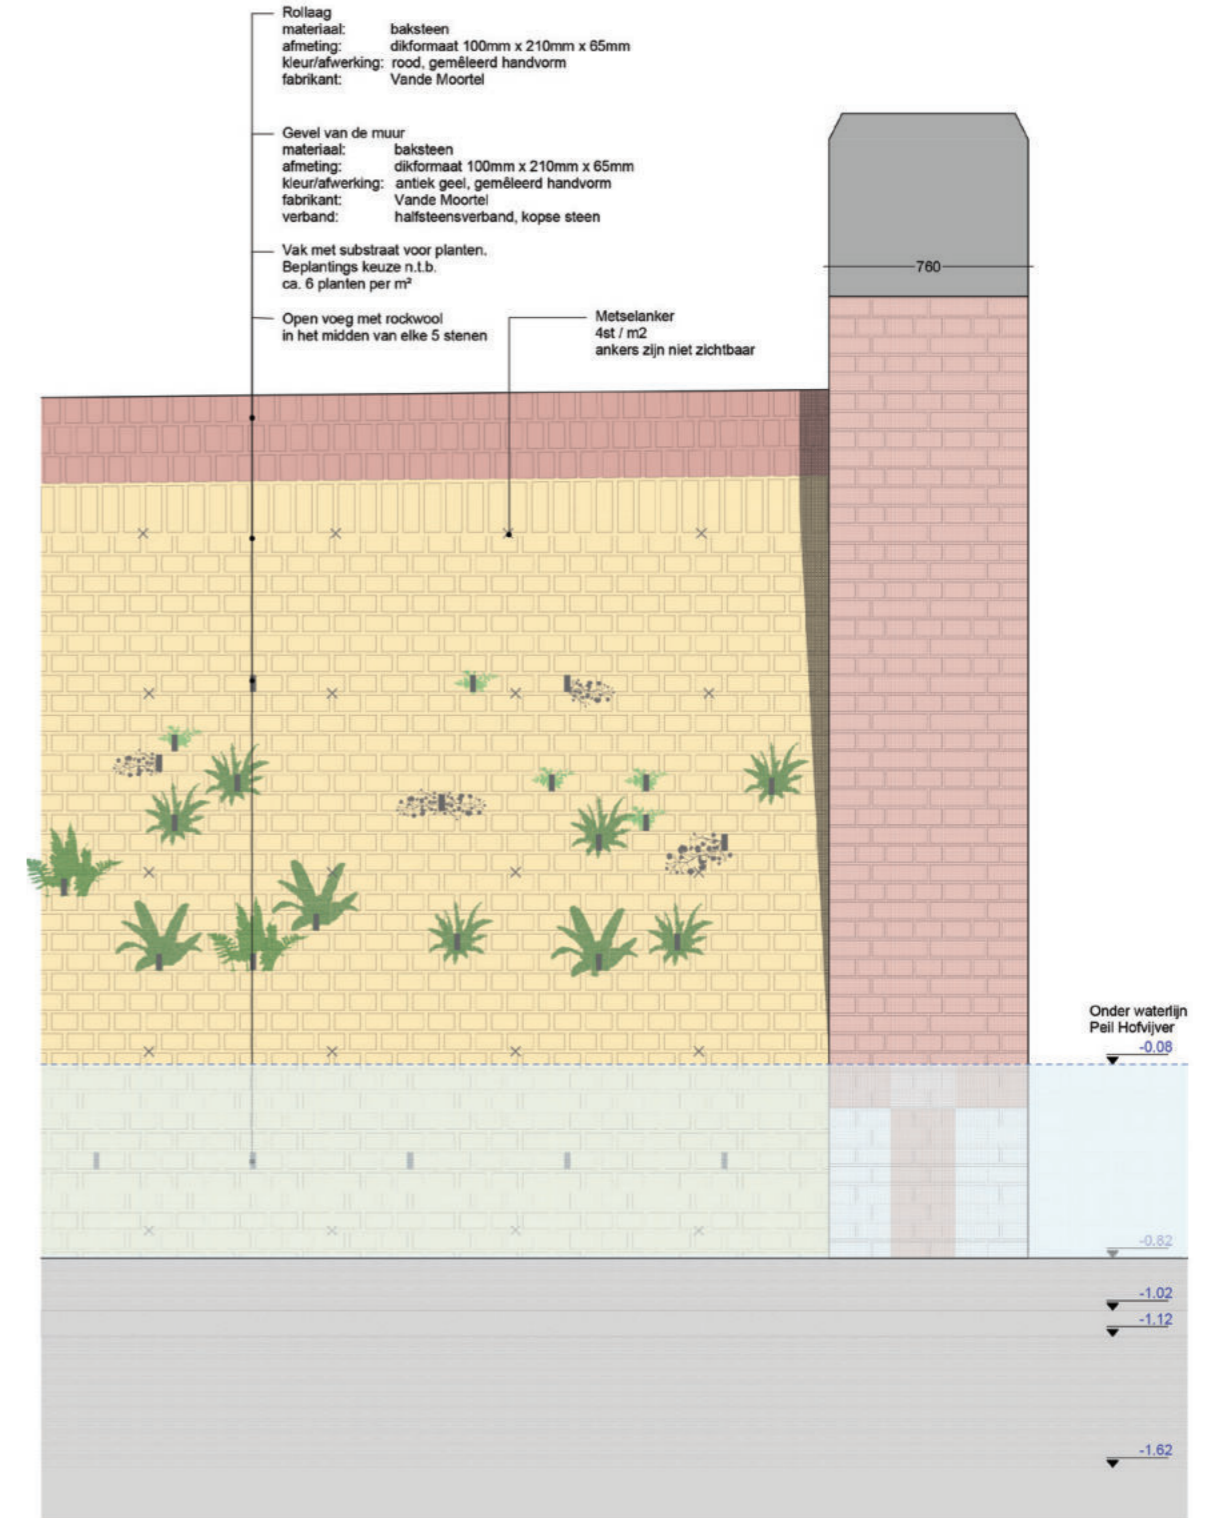 Rollaag
materiaal: baksteen
afmeting: dikformaat 100mm x 210mm x 65mm
kleur/afwerking: rood, gemêleerd handvorm
fabrikant: Vande Moortel
Gevel van de muur
materiaal: baksteen
afmeting: dikformaat 100mm x 210mm x 65mm
kleur/afwerking: antiek geel, gemêleerd handvorm
fabrikant: Vande Moortel
verband: halfsteensverband, kopse steen
Vak met substraat voor planten.
Beplantings keuze n.t.b.
ca. 6 planten per m²
Open voeg met rockwool
in het midden van elke 5 stenen
Metselanker
4st / m2
ankers zijn niet zichtbaar
760
Onder waterlijn
Peil Hofvijver
-0.08
-0.82
-1.02
-1.12
-1.62